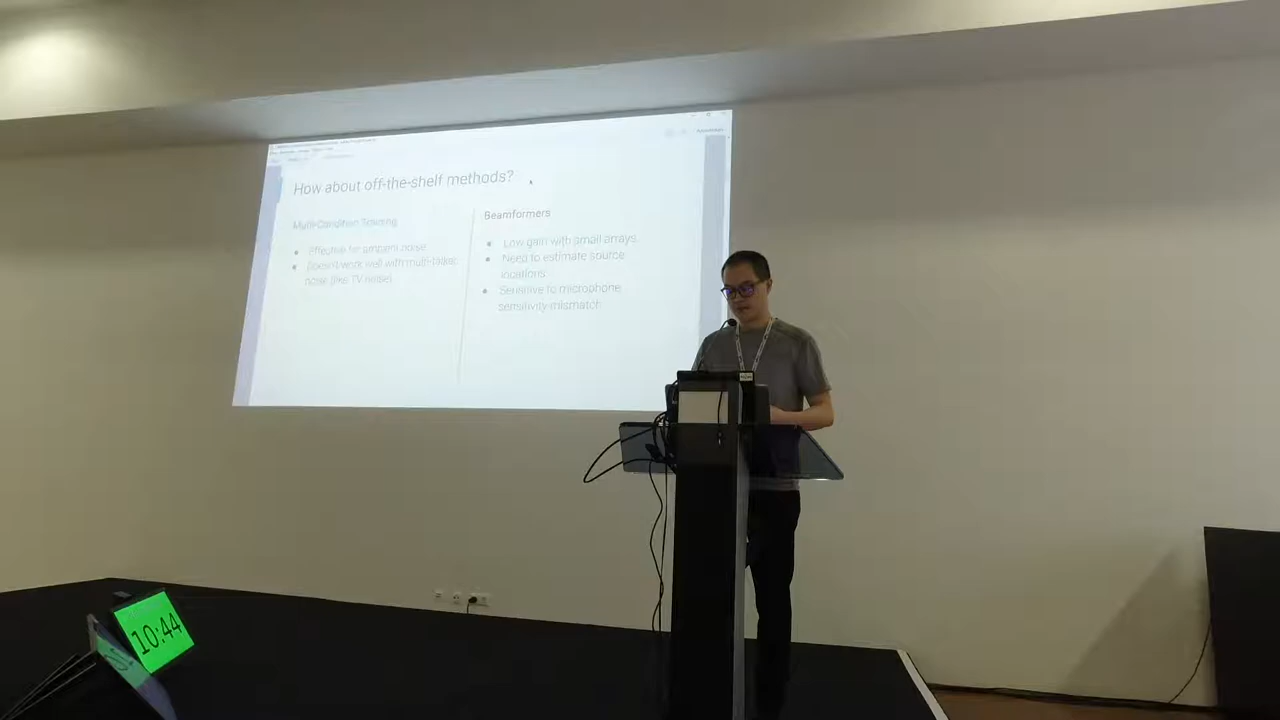 How about off-the-shelf methods?
Multi-Condition Training
Effective for ambient noise
Doesn't work well with multi-talker
noise (like TV noise)
Beamformers
Low gain with small arrays
Need to estimate source
locations
Sensitive to microphone
sensitivity mismatch
10:44